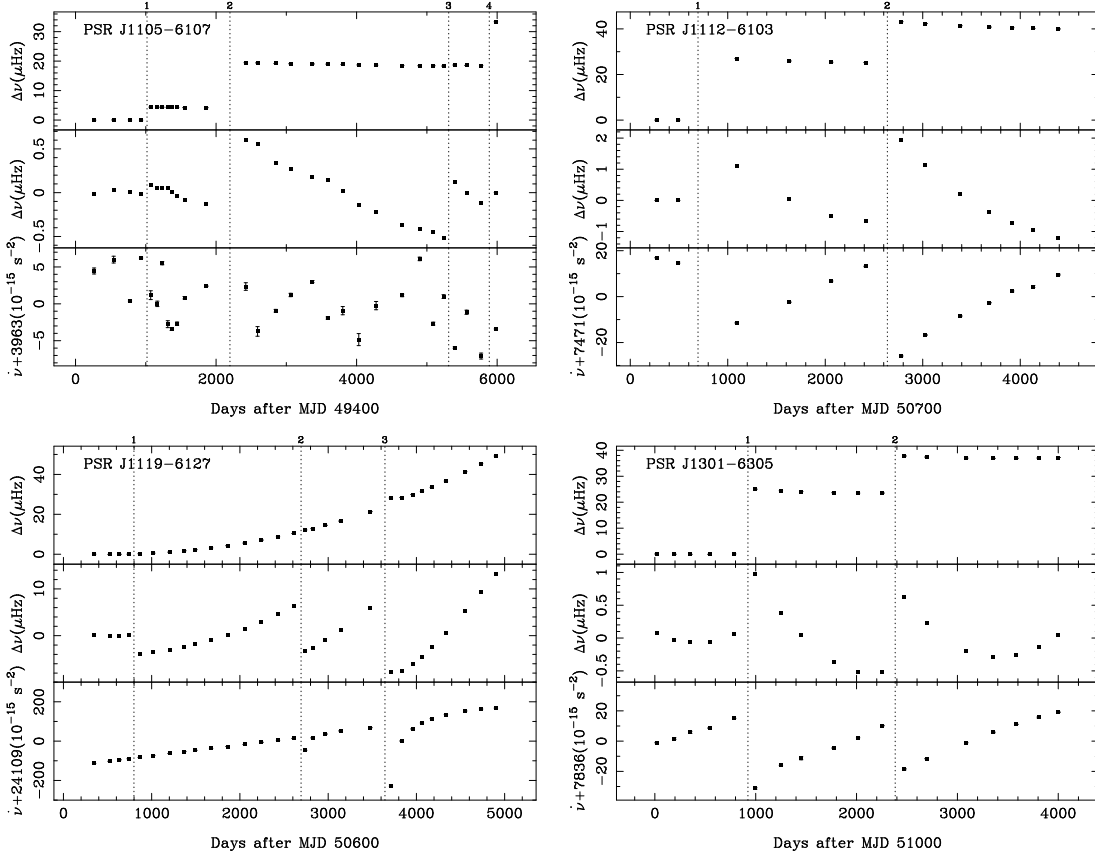 1 2 3 4
PSR J1105−6107
Δν(μHz)
0 10 20 30
Δν(μHz)
−0.5 0 0.5
ν̇+3963(10⁻¹⁵ s⁻²)
−5 0 5
0 2000 4000 6000
Days after MJD 49400
1 2
PSR J1112−6103
Δν(μHz)
0 20 40
Δν(μHz)
−1 0 1 2
ν̇+7471(10⁻¹⁵ s⁻²)
−20 0 20
0 1000 2000 3000 4000
Days after MJD 50700
1 2 3
PSR J1119−6127
Δν(μHz)
0 20 40
Δν(μHz)
0 10
ν̇+24109(10⁻¹⁵ s⁻²)
−200 0 200
0 1000 2000 3000 4000 5000
Days after MJD 50600
1 2
PSR J1301−6305
Δν(μHz)
0 10 20 30 40
Δν(μHz)
−0.5 0 0.5 1
ν̇+7836(10⁻¹⁵ s⁻²)
−20 0 20
0 1000 2000 3000 4000
Days after MJD 51000